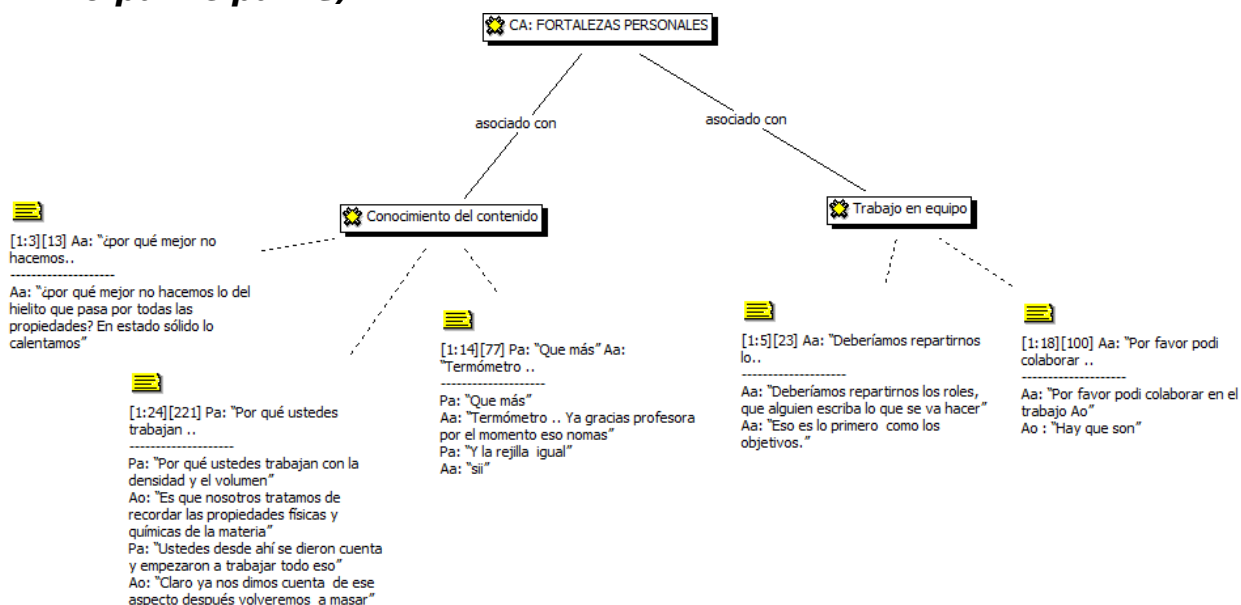 CA: FORTALEZAS PERSONALES
asociado con
asociado con
Conocimiento del contenido
Trabajo en equipo
[1:3][13] Aa: “¿por qué mejor no
hacemos..
--------------------
Aa: “¿por qué mejor no hacemos lo del
hielito que pasa por todas las
propiedades? En estado sólido lo
calentamos”
[1:24][221] Pa: “Por qué ustedes
trabajan ..
--------------------
Pa: “Por qué ustedes trabajan con la
densidad y el volumen”
Ao: “Es que nosotros tratamos de
recordar las propiedades físicas y
químicas de la materia”
Pa: “Ustedes desde ahí se dieron cuenta
y empezaron a trabajar todo eso”
Ao: “Claro ya nos dimos cuenta de ese
aspecto después volveremos a masar”
[1:14][77] Pa: “Que más” Aa:
“Termómetro ..
--------------------
Pa: “Que más”
Aa: “Termómetro .. Ya gracias profesora
por el momento eso nomas”
Pa: “Y la rejilla igual”
Aa: “sii”
[1:5][23] Aa: “Deberíamos repartirnos
lo..
--------------------
Aa: “Deberíamos repartirnos los roles,
que alguien escriba lo que se va hacer”
Aa: “Eso es lo primero como los
objetivos.”
[1:18][100] Aa: “Por favor podi
colaborar ..
--------------------
Aa: “Por favor podi colaborar en el
trabajo Ao”
Ao : “Hay que son”